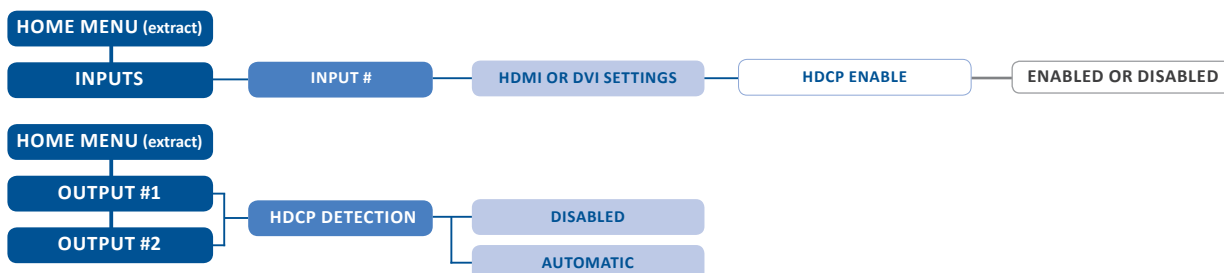 HOME MENU (extract)
INPUTS
INPUT #
HDMI OR DVI SETTINGS
HDCP ENABLE
ENABLED OR DISABLED
HOME MENU (extract)
OUTPUT #1
OUTPUT #2
HDCP DETECTION
DISABLED
AUTOMATIC